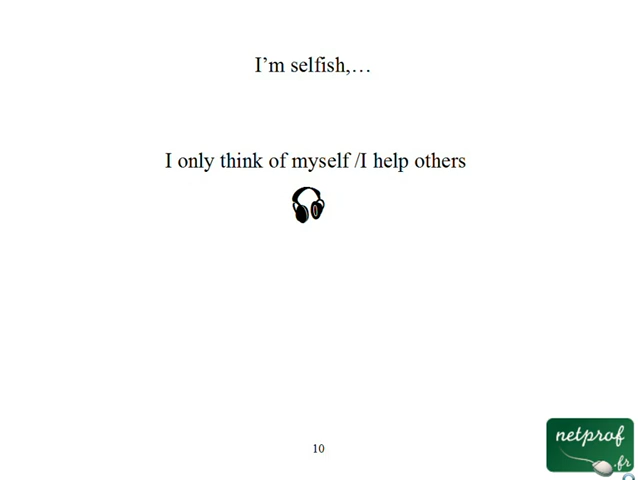 I'm selfish,…
I only think of myself /I help others
10
netprof
.fr